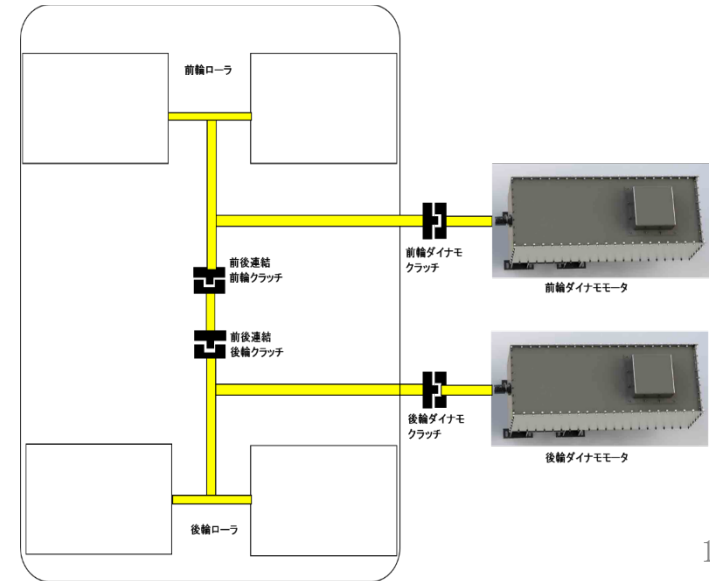 前輪ローラ
前輪ダイナモ
クラッチ
前後連結
前輪クラッチ
前輪ダイナモモータ
前後連結
後輪クラッチ
後輪ダイナモ
クラッチ
後輪ダイナモモータ
後輪ローラ
1